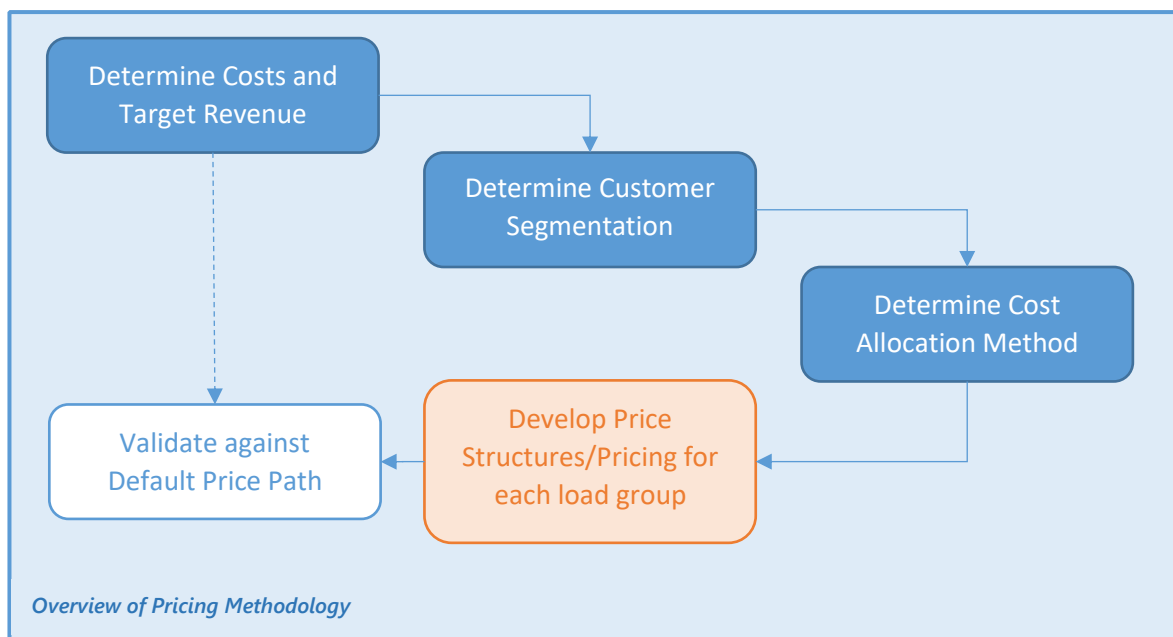 Determine Costs and
Target Revenue
Determine Customer
Segmentation
Determine Cost
Allocation Method
Develop Price
Structures/Pricing for
each load group
Validate against
Default Price Path
Overview of Pricing Methodology